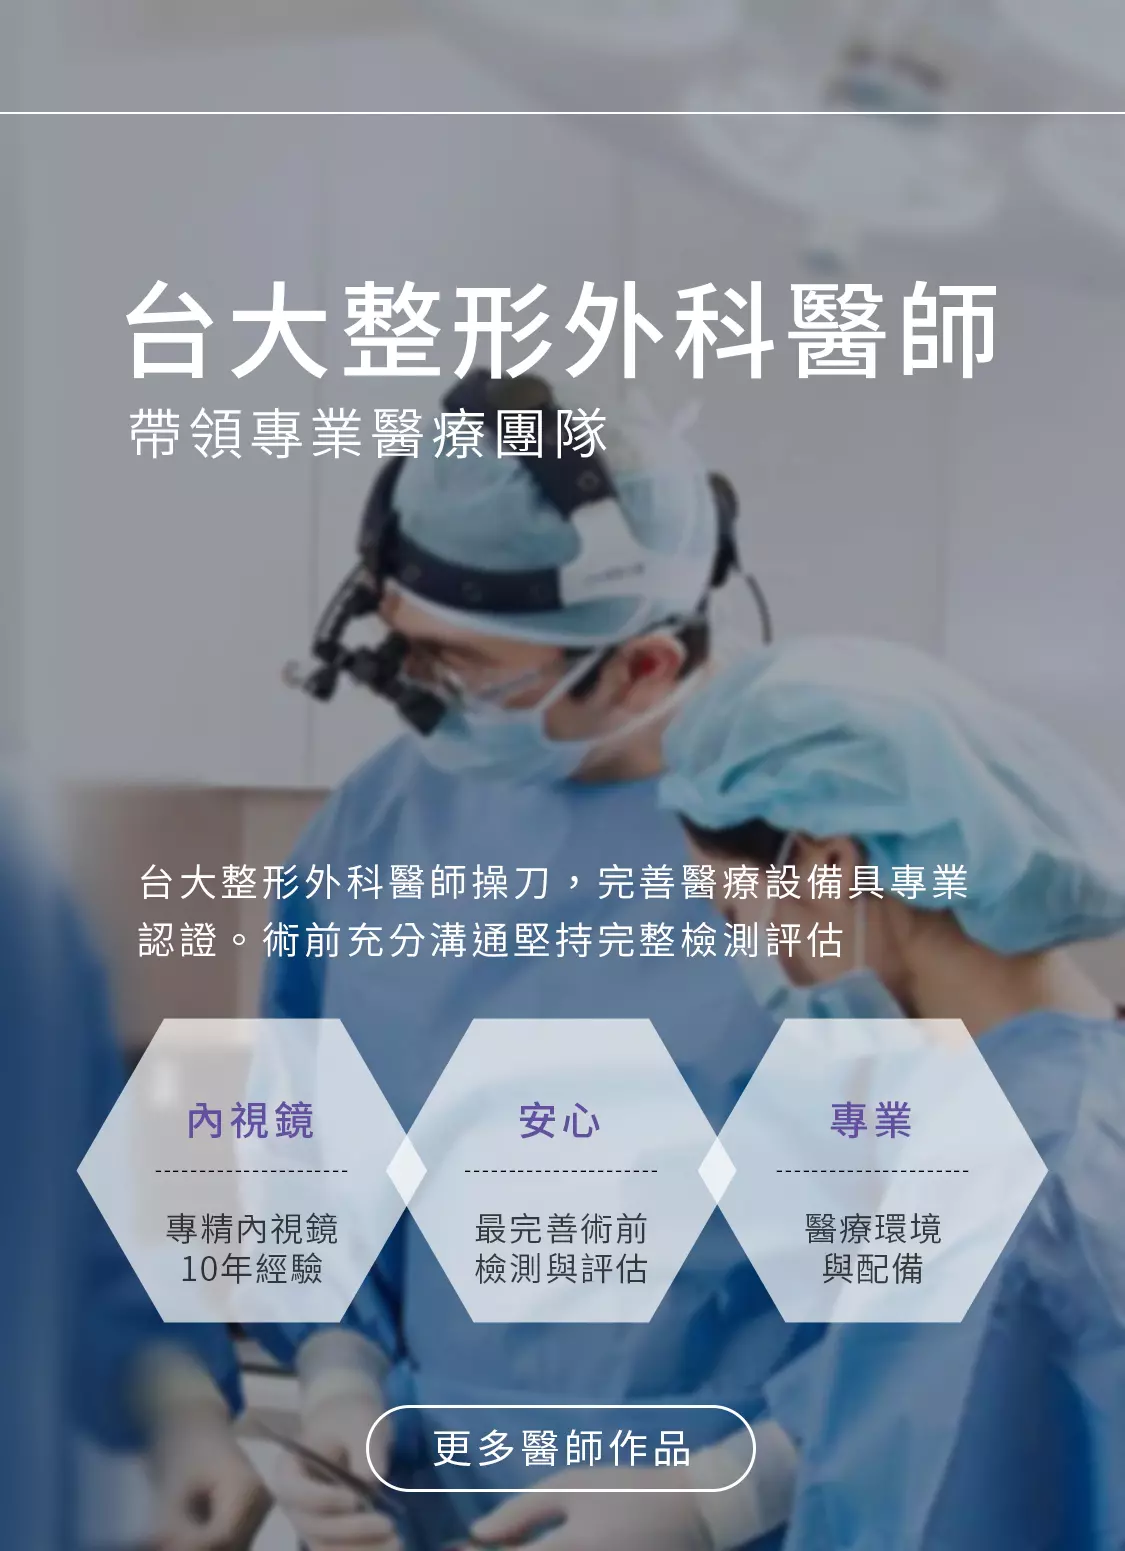 台大整形外科醫師
帶領專業醫療團隊
台大整形外科醫師操刀，完善醫療設備具專業
認證。術前充分溝通堅持完整檢測評估
內視鏡
專精內視鏡
10年經驗
安心
最完善術前
檢測與評估
專業
醫療環境
與配備
更多醫師作品